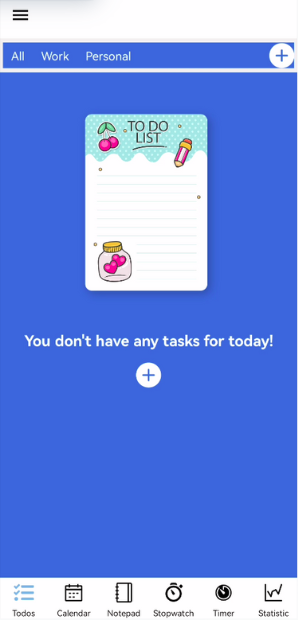 All Work Personal
TO DO
LIST
You don't have any tasks for today!
Todos Calendar Notepad Stopwatch Timer Statistic